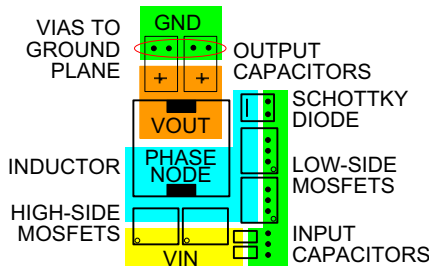 VIAS TO
GROUND
PLANE
GND
OUTPUT
CAPACITORS
+ +
VOUT
SCHOTTKY
DIODE
INDUCTOR
PHASE
NODE
LOW-SIDE
MOSFETS
HIGH-SIDE
MOSFETS
VIN
INPUT
CAPACITORS